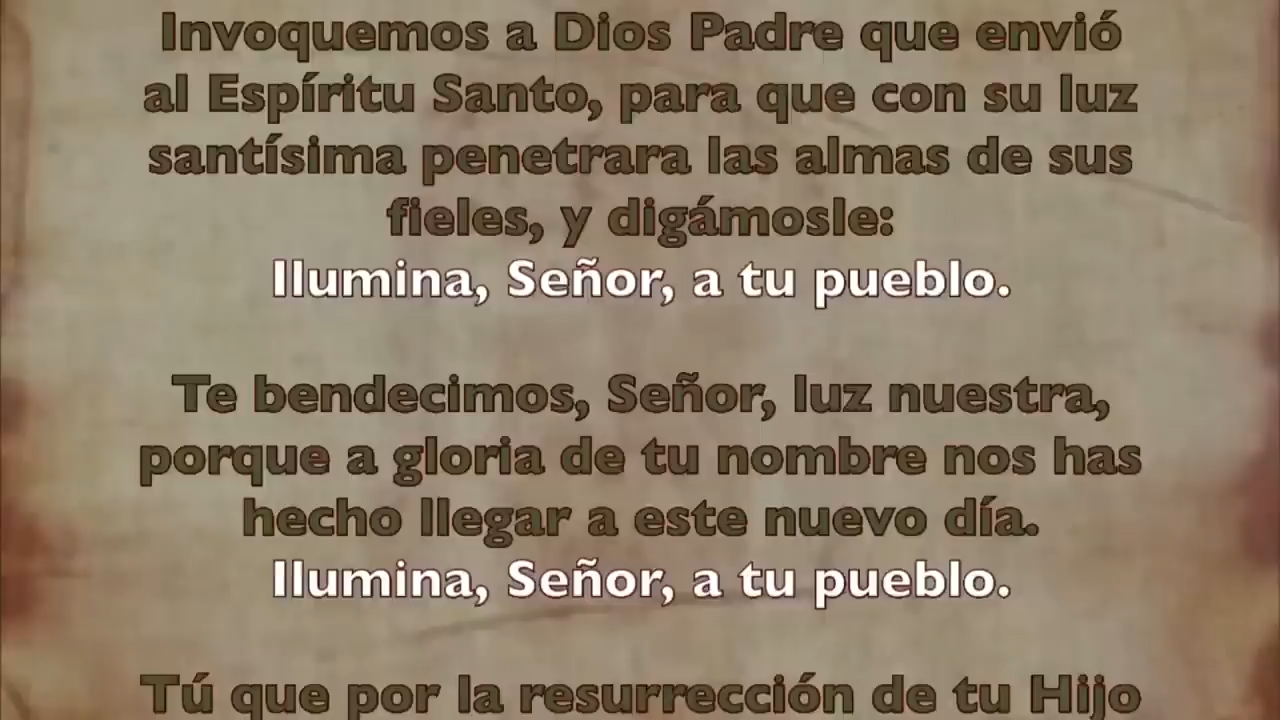 Invoquemos a Dios Padre que envió
al Espíritu Santo, para que con su luz
santísima penetrara las almas de sus
fieles, y digámosle:
Ilumina, Señor, a tu pueblo.
Te bendecimos, Señor, luz nuestra,
porque a gloria de tu nombre nos has
hecho llegar a este nuevo día.
Ilumina, Señor, a tu pueblo.
Tú que por la resurrección de tu Hijo